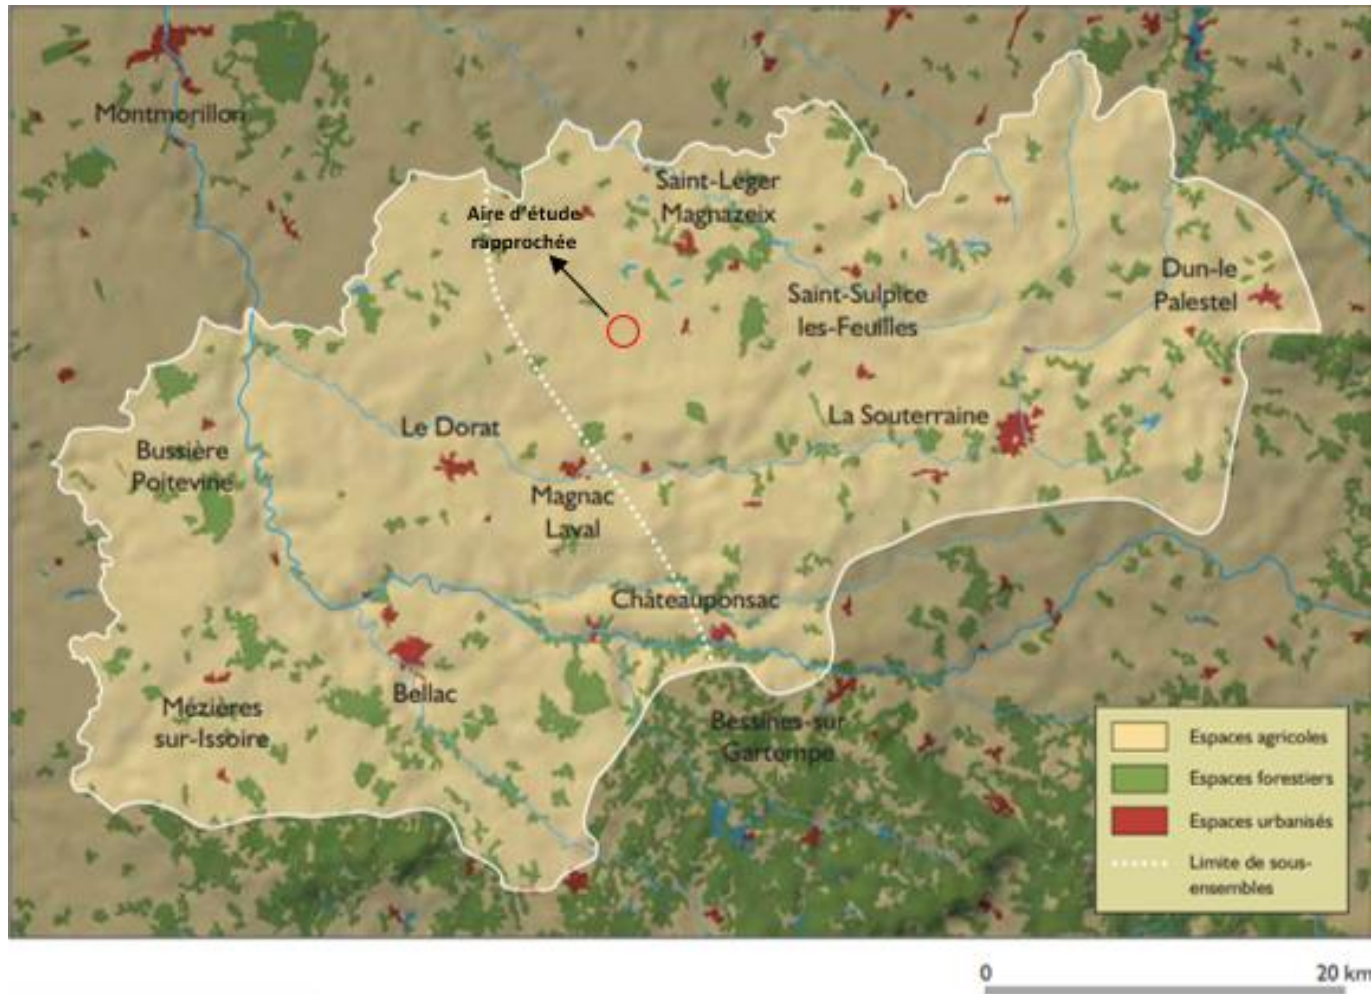 Montmorillon
Saint-Léger
Magnazeix
Aire d'étude
rapprochée
Dun-le
Palestel
Saint-Sulpice
les-Feuilles
La Souterraine
Le Dorat
Bussière
Poitevine
Magnac
Laval
Châteauponsac
Bellac
Mézières
sur-Issoire
Bessines-sur
Gartempe
Espaces agricoles
Espaces forestiers
Espaces urbanisés
Limite de sous-
ensembles
0 20 km